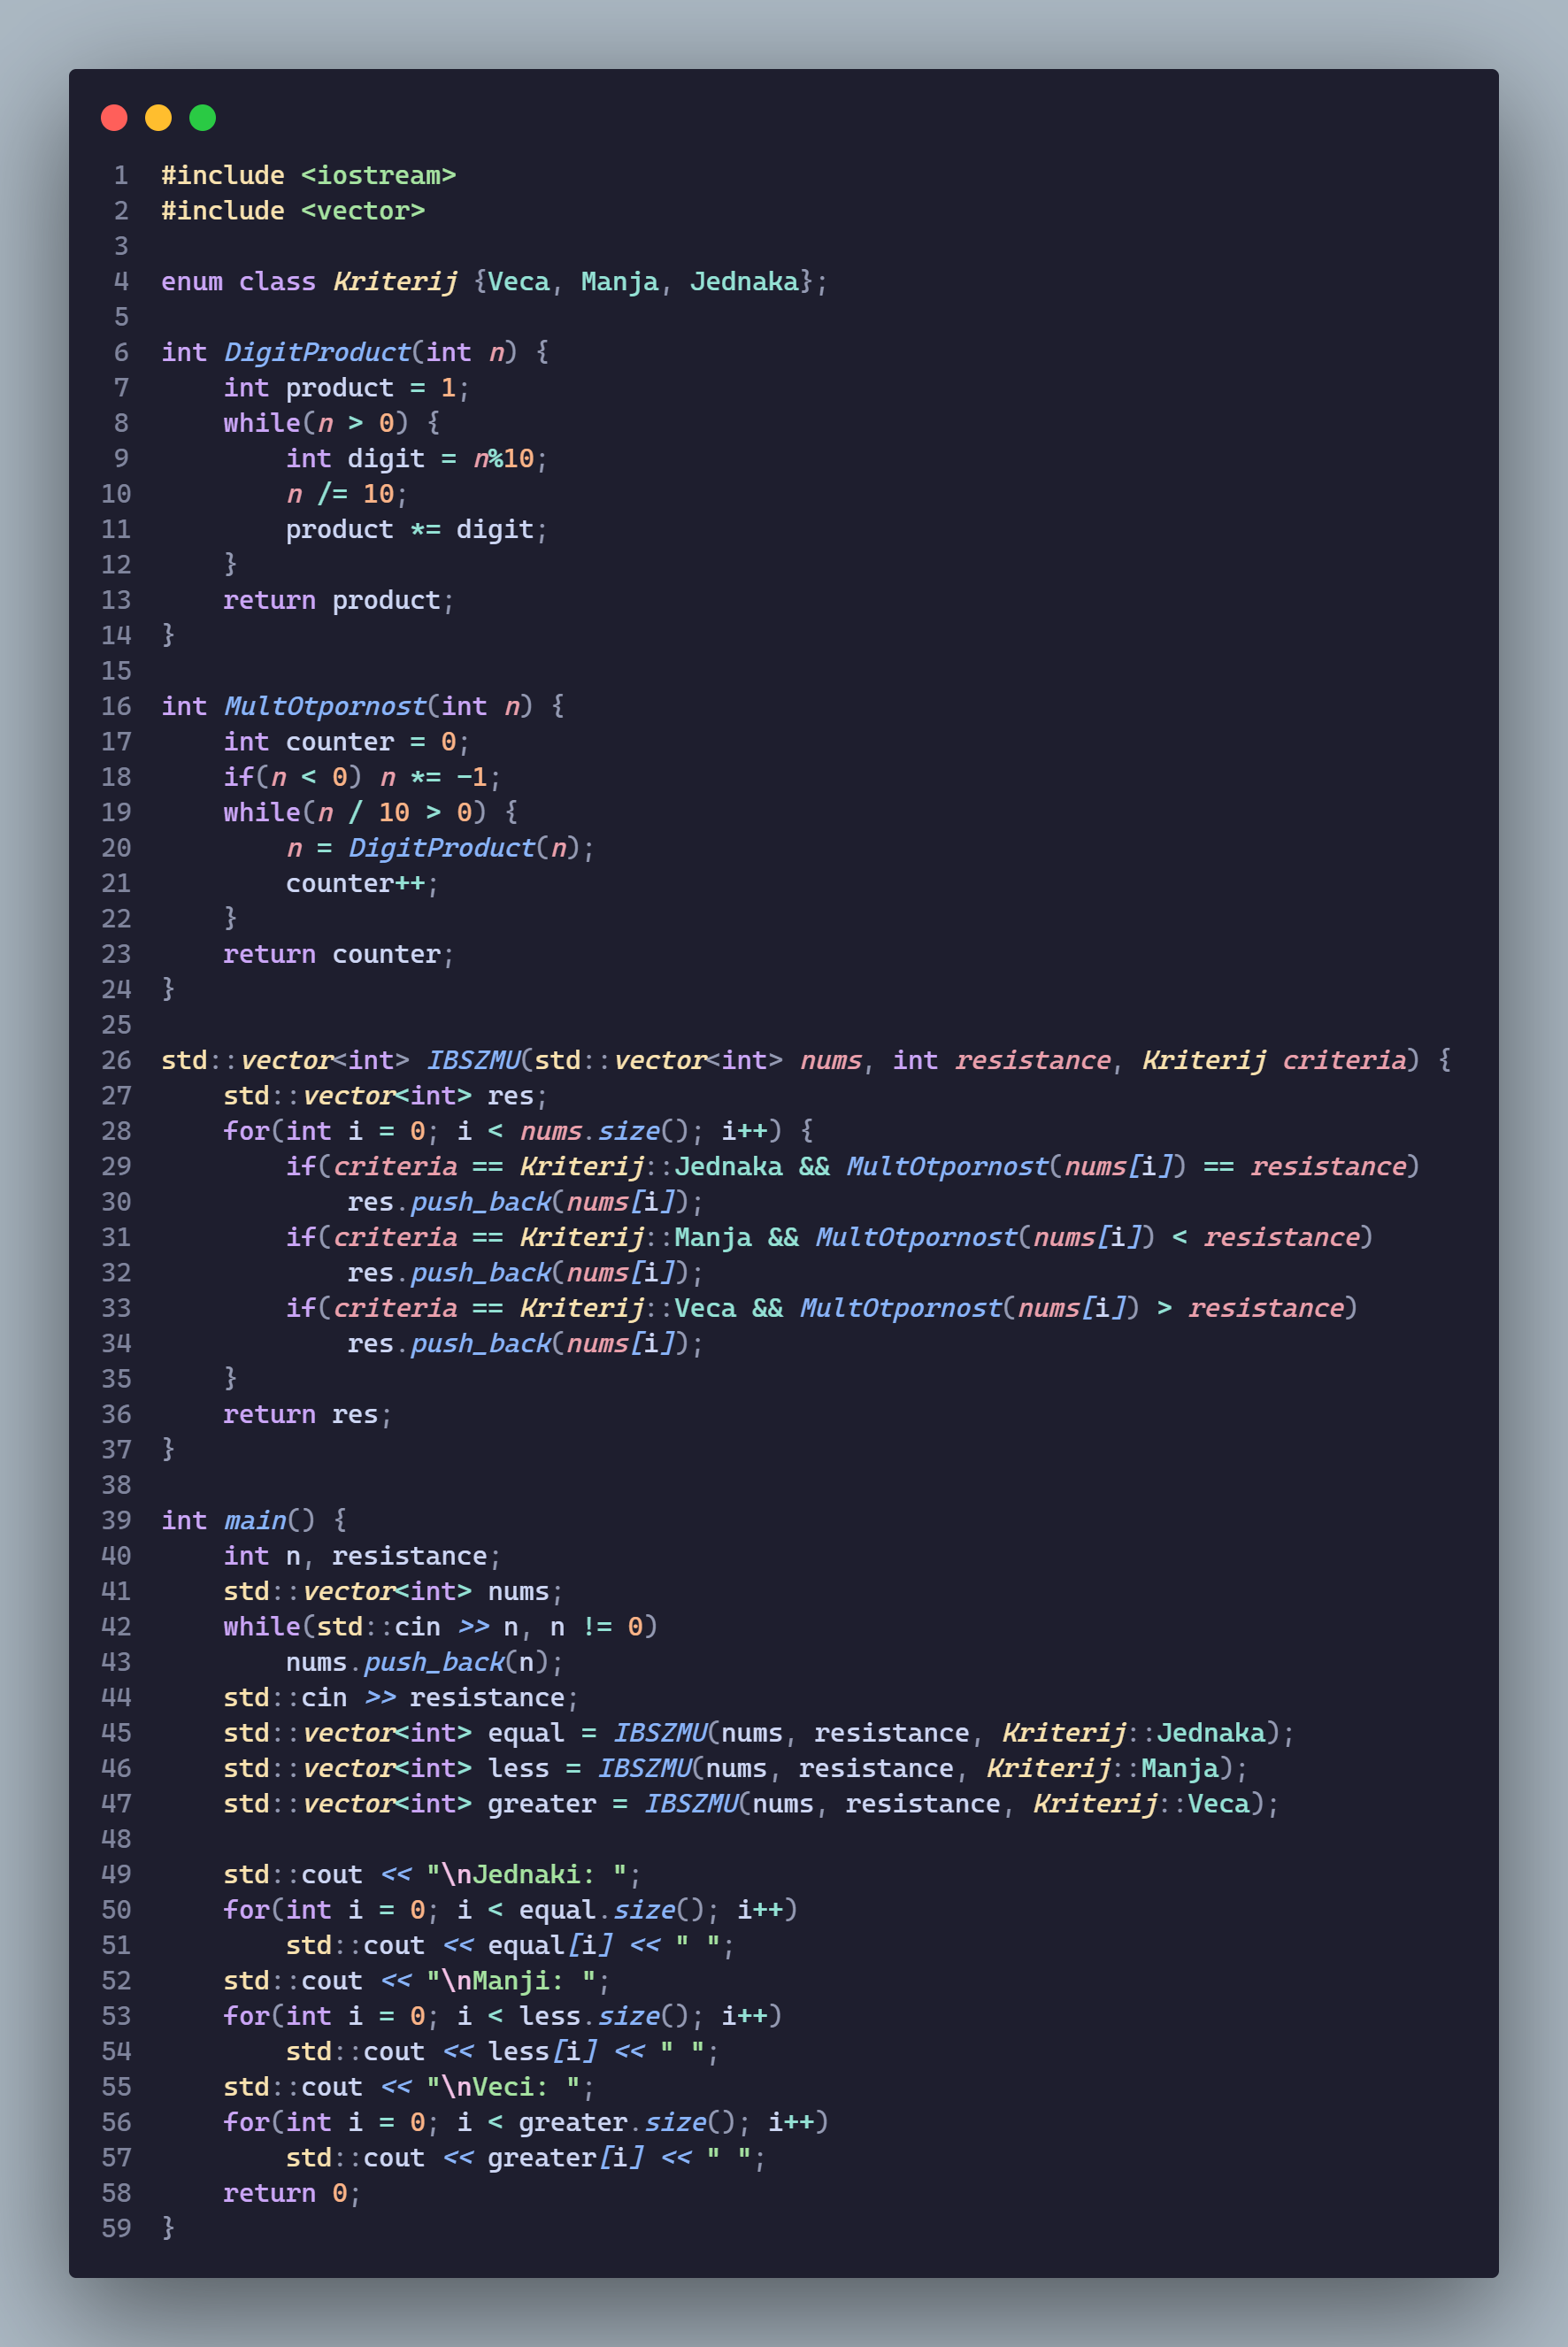 1 #include <iostream>
2 #include <vector>
3
4 enum class Kriterij {Veca, Manja, Jednaka};
5
6 int DigitProduct(int n) {
7     int product = 1;
8     while(n > 0) {
9         int digit = n%10;
10         n /= 10;
11         product *= digit;
12     }
13     return product;
14 }
15
16 int MultOtpornost(int n) {
17     int counter = 0;
18     if(n < 0) n *= -1;
19     while(n / 10 > 0) {
20         n = DigitProduct(n);
21         counter++;
22     }
23     return counter;
24 }
25
26 std::vector<int> IBSZMU(std::vector<int> nums, int resistance, Kriterij criteria) {
27     std::vector<int> res;
28     for(int i = 0; i < nums.size(); i++) {
29         if(criteria == Kriterij::Jednaka && MultOtpornost(nums[i]) == resistance)
30             res.push_back(nums[i]);
31         if(criteria == Kriterij::Manja && MultOtpornost(nums[i]) < resistance)
32             res.push_back(nums[i]);
33         if(criteria == Kriterij::Veca && MultOtpornost(nums[i]) > resistance)
34             res.push_back(nums[i]);
35     }
36     return res;
37 }
38
39 int main() {
40     int n, resistance;
41     std::vector<int> nums;
42     while(std::cin >> n, n != 0)
43         nums.push_back(n);
44     std::cin >> resistance;
45     std::vector<int> equal = IBSZMU(nums, resistance, Kriterij::Jednaka);
46     std::vector<int> less = IBSZMU(nums, resistance, Kriterij::Manja);
47     std::vector<int> greater = IBSZMU(nums, resistance, Kriterij::Veca);
48
49     std::cout << "\nJednaki: ";
50     for(int i = 0; i < equal.size(); i++)
51         std::cout << equal[i] << " ";
52     std::cout << "\nManji: ";
53     for(int i = 0; i < less.size(); i++)
54         std::cout << less[i] << " ";
55     std::cout << "\nVeci: ";
56     for(int i = 0; i < greater.size(); i++)
57         std::cout << greater[i] << " ";
58     return 0;
59 }